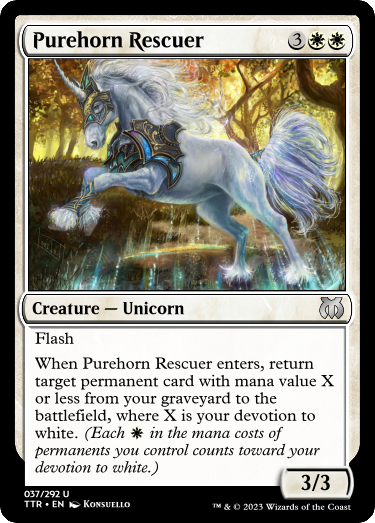 Purehorn Rescuer 3
Creature — Unicorn
Flash
When Purehorn Rescuer enters, return
target permanent card with mana value X
or less from your graveyard to the
battlefield, where X is your devotion to
white. (Each in the mana costs of
permanents you control counts toward your
devotion to white.)
3/3
037/292 U
TTR • EN Konsuello
™ & © 2023 Wizards of the Coast